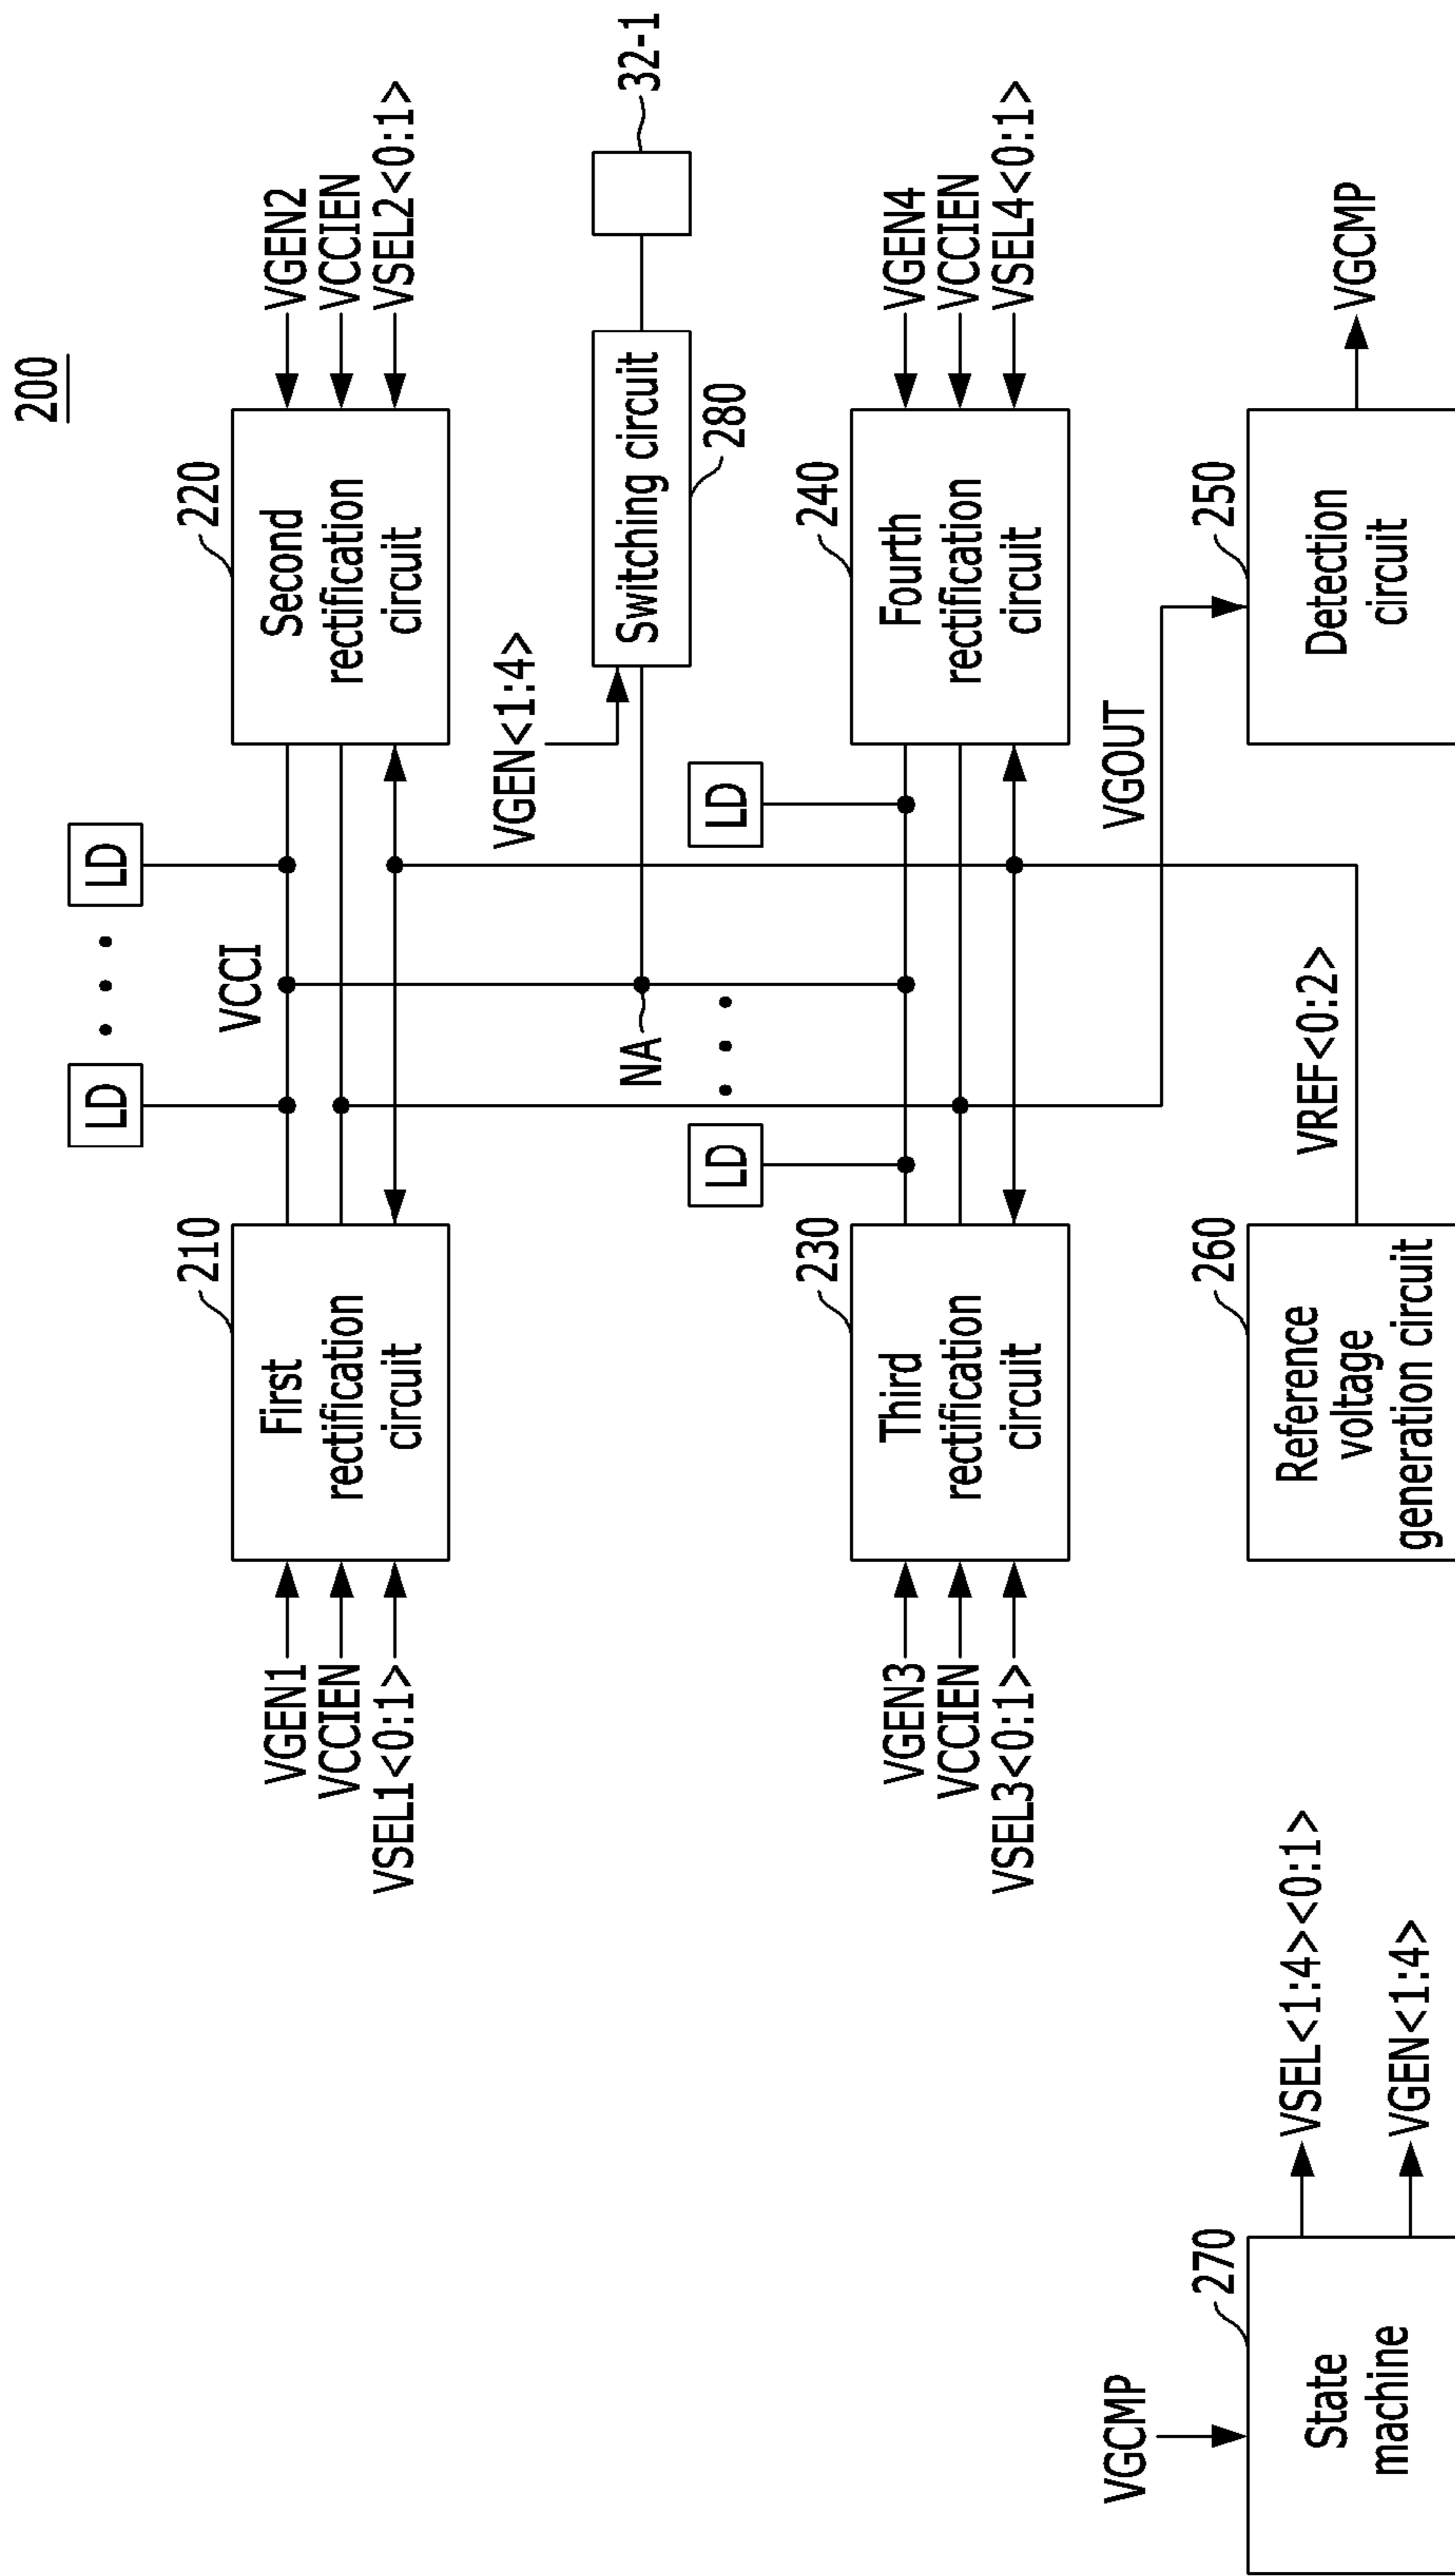 200
LD
LD
VCCI
210
220
VGEN1
VCCIEN
VSEL1<0:1>
First
rectification
circuit
Second
rectification
circuit
VGEN2
VCCIEN
VSEL2<0:1>
VGEN<1:4>
NA
Switching circuit
280
32-1
LD
LD
230
240
VGEN3
VCCIEN
VSEL3<0:1>
Third
rectification
circuit
Fourth
rectification
circuit
VGEN4
VCCIEN
VSEL4<0:1>
VGOUT
VGCMP
270
State
machine
VSEL<1:4><0:1>
VGEN<1:4>
260
Reference
voltage
generation circuit
VREF<0:2>
250
Detection
circuit
VGCMP